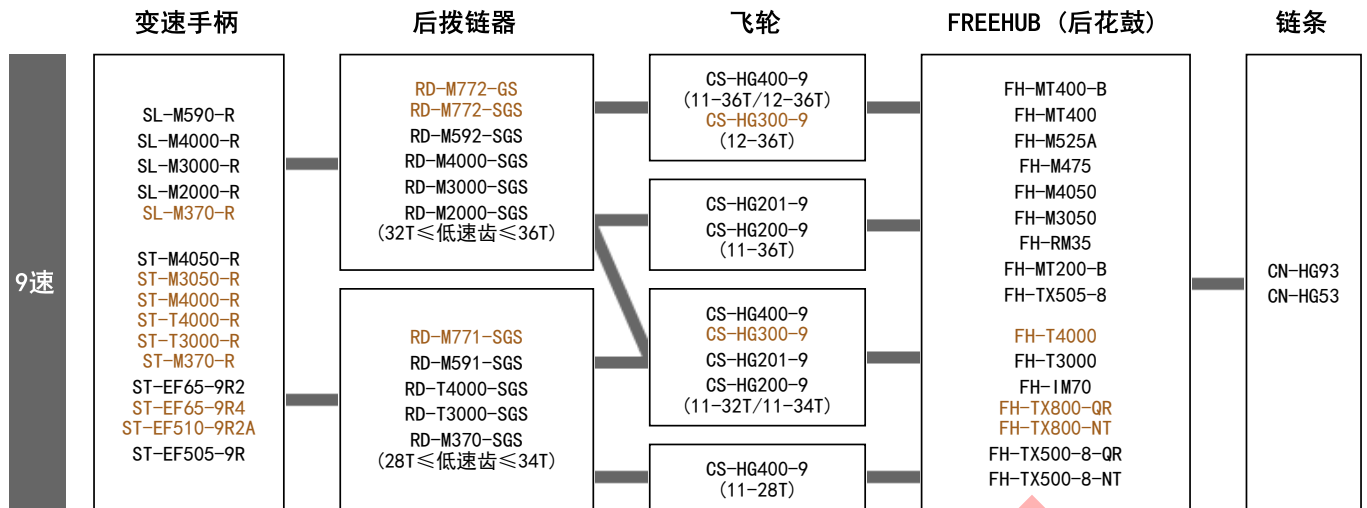 变速手柄
后拨链器
飞轮
FREEHUB (后花鼓)
链条
9速
SL-M590-R
SL-M4000-R
SL-M3000-R
SL-M2000-R
SL-M370-R
ST-M4050-R
ST-M3050-R
ST-M4000-R
ST-T4000-R
ST-T3000-R
ST-M370-R
ST-EF65-9R2
ST-EF65-9R4
ST-EF510-9R2A
ST-EF505-9R
RD-M772-GS
RD-M772-SGS
RD-M592-SGS
RD-M4000-SGS
RD-M3000-SGS
RD-M2000-SGS
(32T≤低速齿≤36T)
RD-M771-SGS
RD-M591-SGS
RD-T4000-SGS
RD-T3000-SGS
RD-M370-SGS
(28T≤低速齿≤34T)
CS-HG400-9
(11-36T/12-36T)
CS-HG300-9
(12-36T)
CS-HG201-9
CS-HG200-9
(11-36T)
CS-HG400-9
CS-HG300-9
CS-HG201-9
CS-HG200-9
(11-32T/11-34T)
CS-HG400-9
(11-28T)
FH-MT400-B
FH-MT400
FH-M525A
FH-M475
FH-M4050
FH-M3050
FH-RM35
FH-MT200-B
FH-TX505-8
FH-T4000
FH-T3000
FH-IM70
FH-TX800-QR
FH-TX800-NT
FH-TX500-8-QR
FH-TX500-8-NT
CN-HG93
CN-HG53